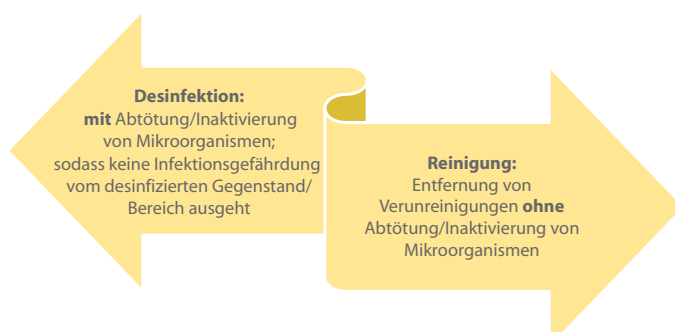 Desinfektion:
mit Abtötung/Inaktivierung
von Mikroorganismen;
sodass keine Infektionsgefährdung
vom desinfizierten Gegenstand/
Bereich ausgeht
Reinigung:
Entfernung von
Verunreinigungen ohne
Abtötung/Inaktivierung von
Mikroorganismen